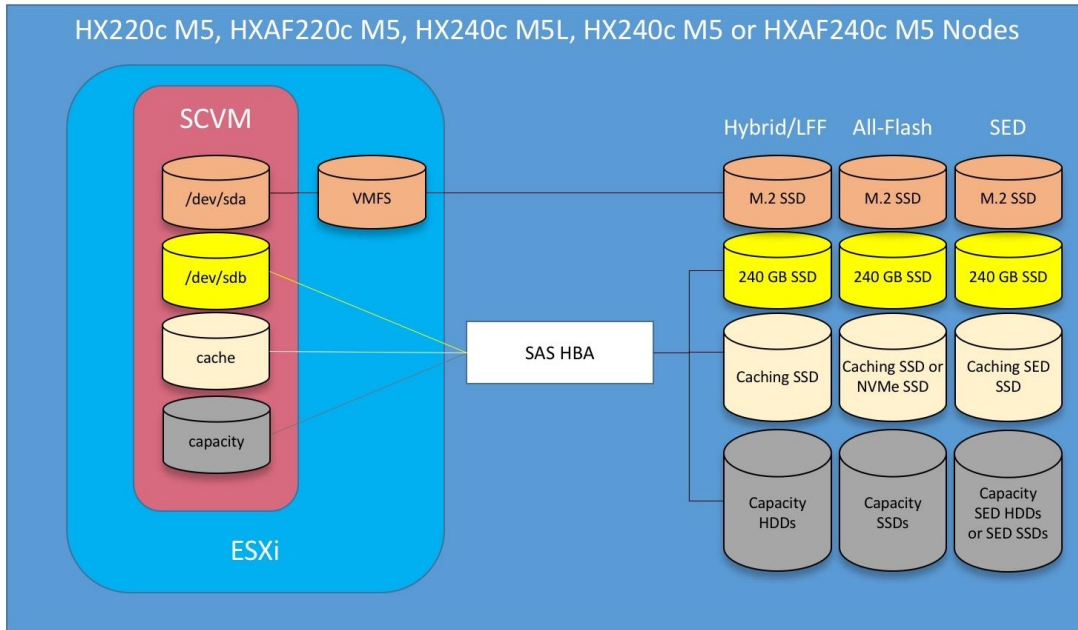 HX220c M5, HXAF220c M5, HX240c M5L, HX240c M5 or HXAF240c M5 Nodes
SCVM
/dev/sda
VMFS
/dev/sdb
cache
capacity
ESXi
SAS HBA
Hybrid/LFF
All-Flash
SED
M.2 SSD
M.2 SSD
M.2 SSD
240 GB SSD
240 GB SSD
240 GB SSD
Caching SSD
Caching SSD or
NVMe SSD
Caching SED
SSD
Capacity
HDDs
Capacity
SSDs
Capacity
SED HDDs
or SED SSDs